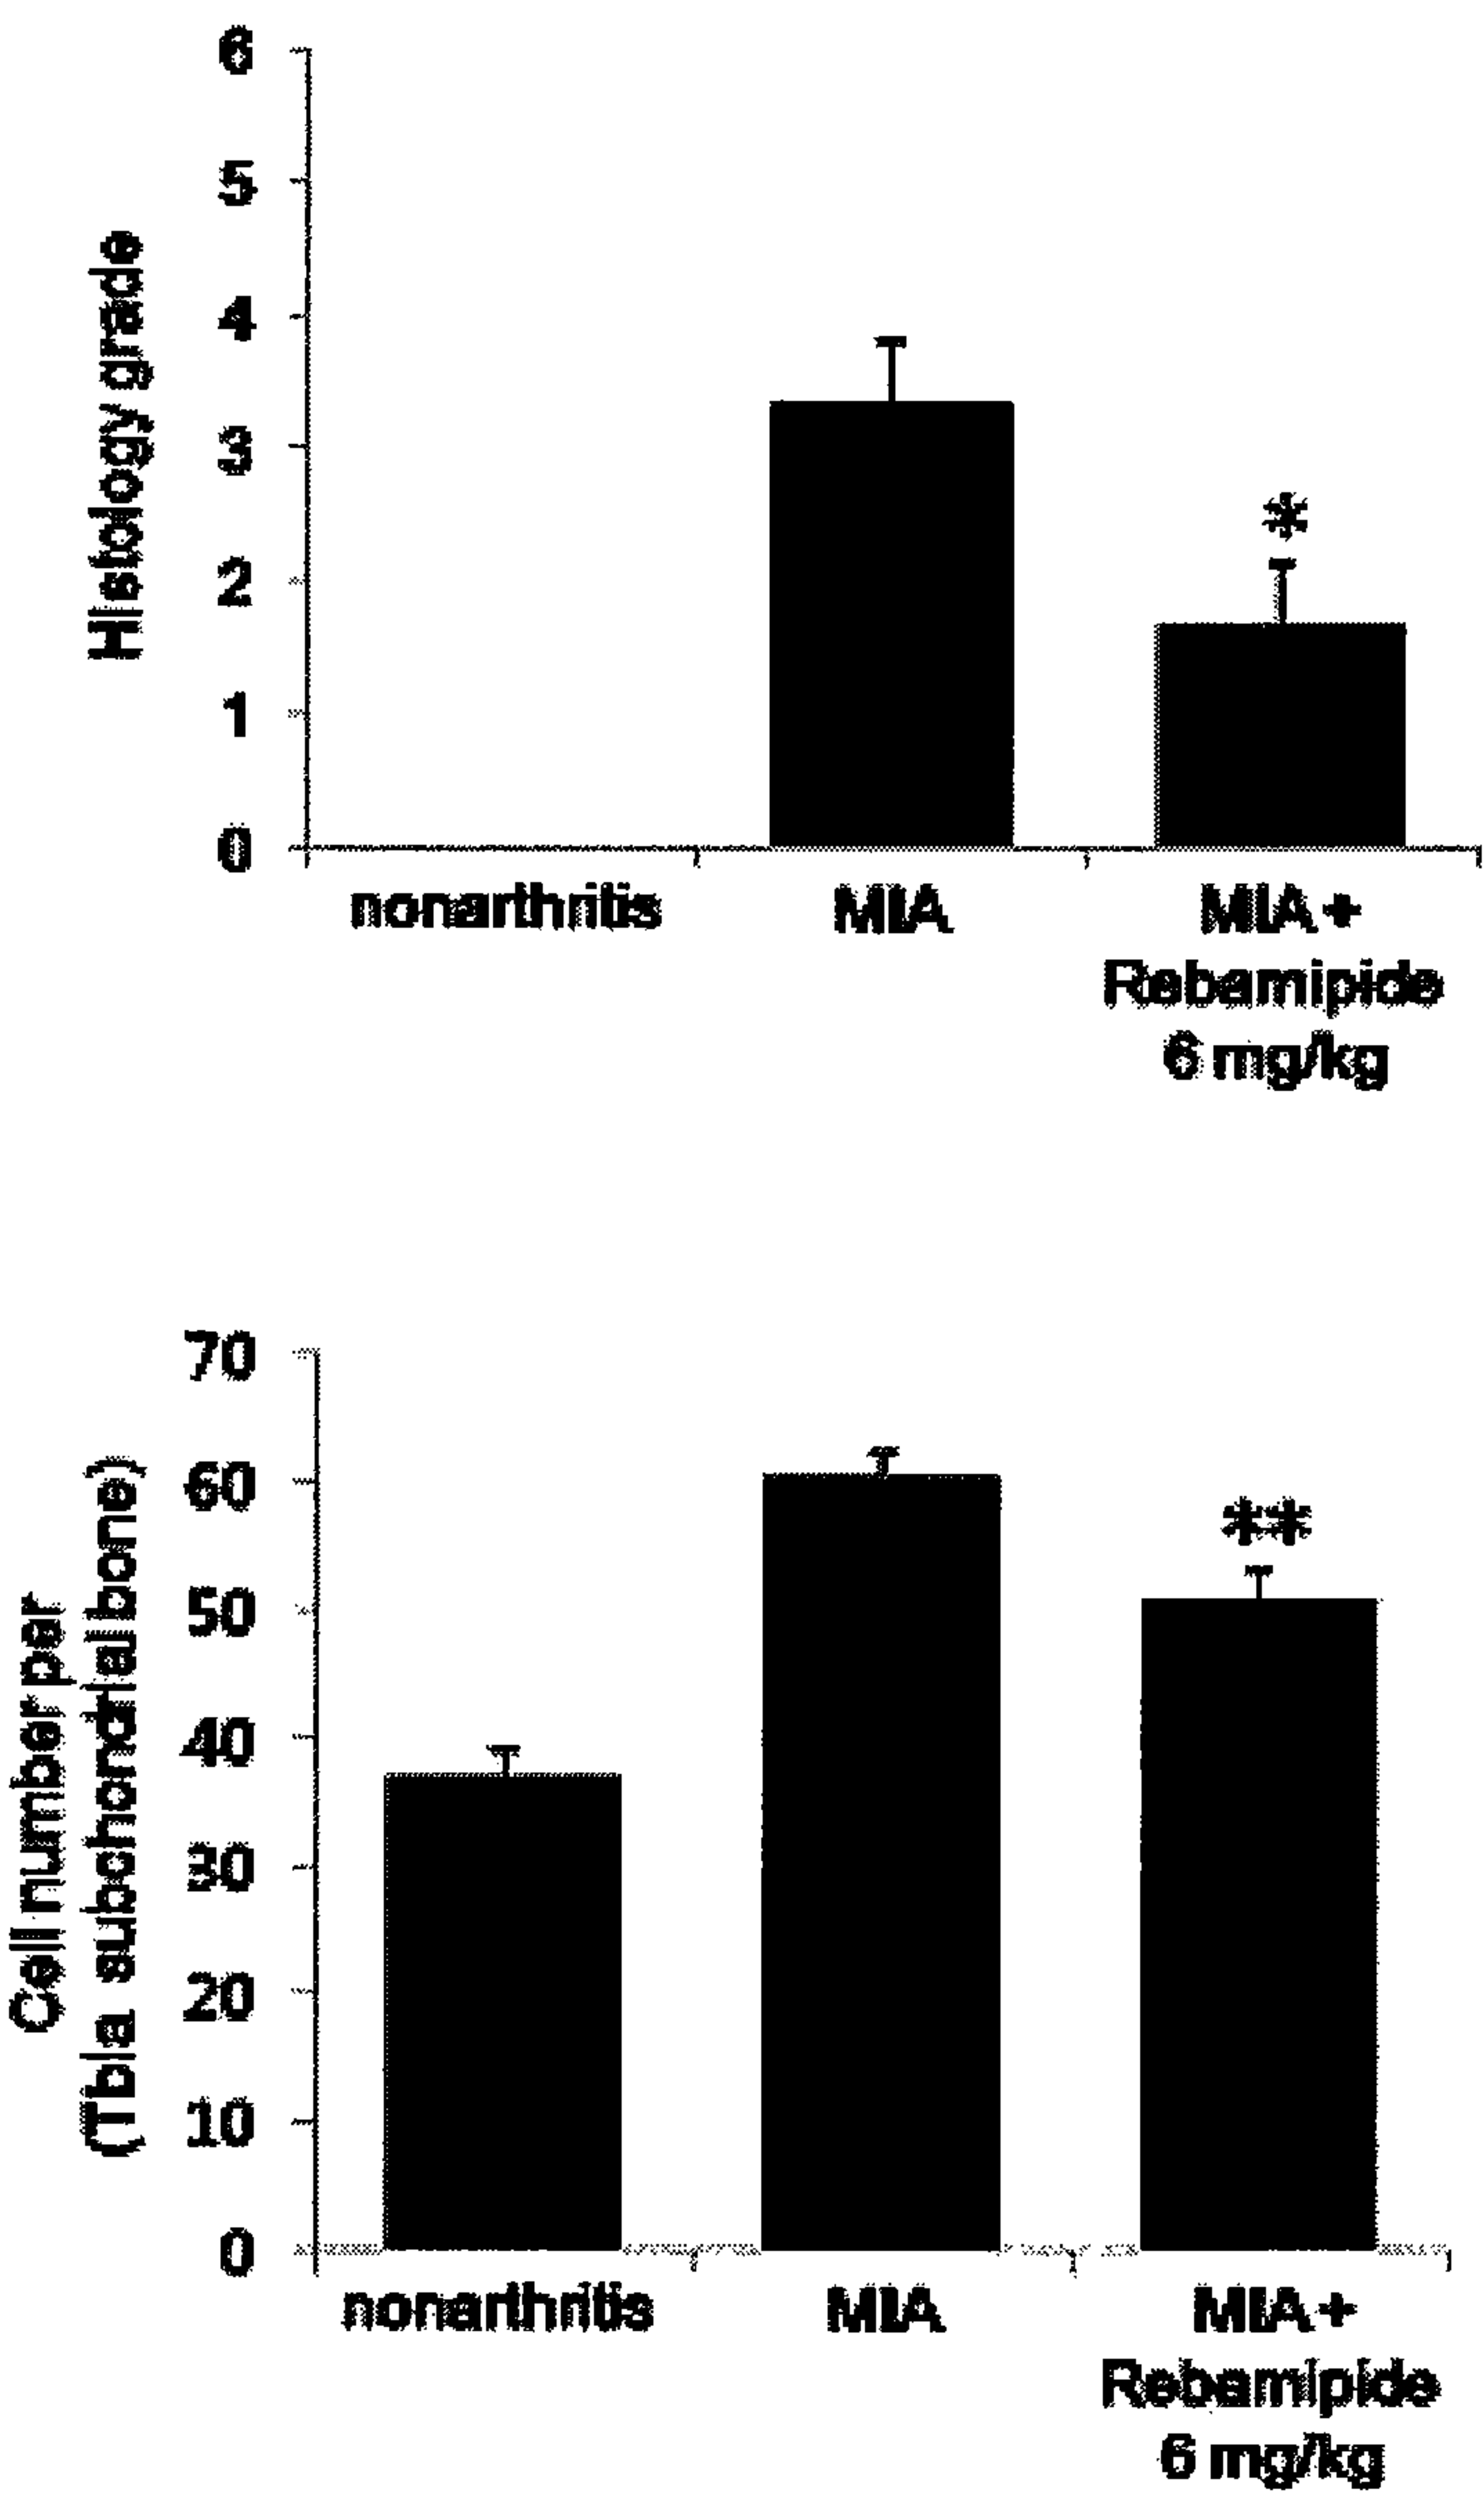 Histology grade
6
5
4
3
2
1
0
nonarthritis
MIA
MIA +
Rebamipide
6 mg/kg
*
Cell number per
(Tibia subchondral bone)
70
60
50
40
30
20
10
0
nonarthritis
MIA
MIA +
Rebamipide
6 mg/kg
**